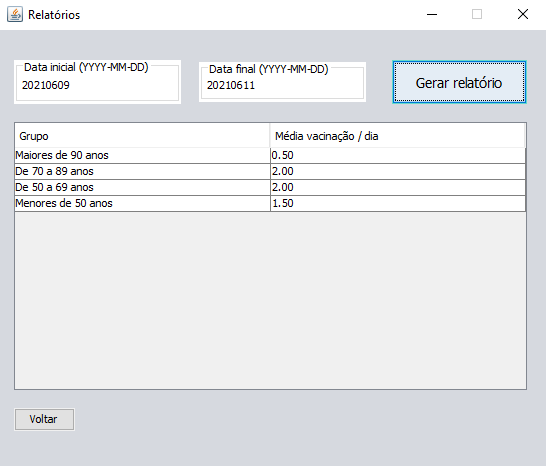 Relatórios
Data inicial (YYYY-MM-DD) Data final (YYYY-MM-DD)
20210609 20210611 Gerar relatório
Grupo Média vacinação / dia
Maiores de 90 anos 0.50
De 70 a 89 anos 2.00
De 50 a 69 anos 2.00
Menores de 50 anos 1.50
Voltar